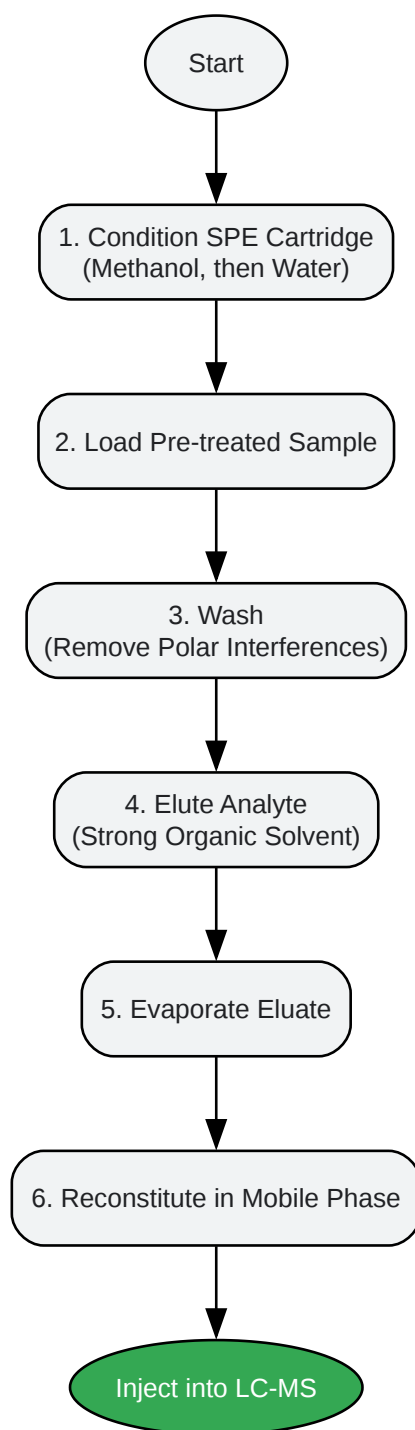 Start
1. Condition SPE Cartridge
(Methanol, then Water)
2. Load Pre-treated Sample
3. Wash
(Remove Polar Interferences)
4. Elute Analyte
(Strong Organic Solvent)
5. Evaporate Eluate
6. Reconstitute in Mobile Phase
Inject into LC-MS